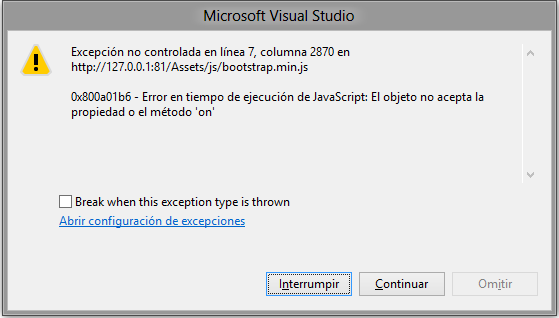 Microsoft Visual Studio
Excepción no controlada en línea 7, columna 2870 en
http://127.0.0.1:81/Assets/js/bootstrap.min.js
0x800a01b6 - Error en tiempo de ejecución de JavaScript: El objeto no acepta la
propiedad o el método 'on'
Break when this exception type is thrown
Abrir configuración de excepciones
Interrumpir Continuar Omitir